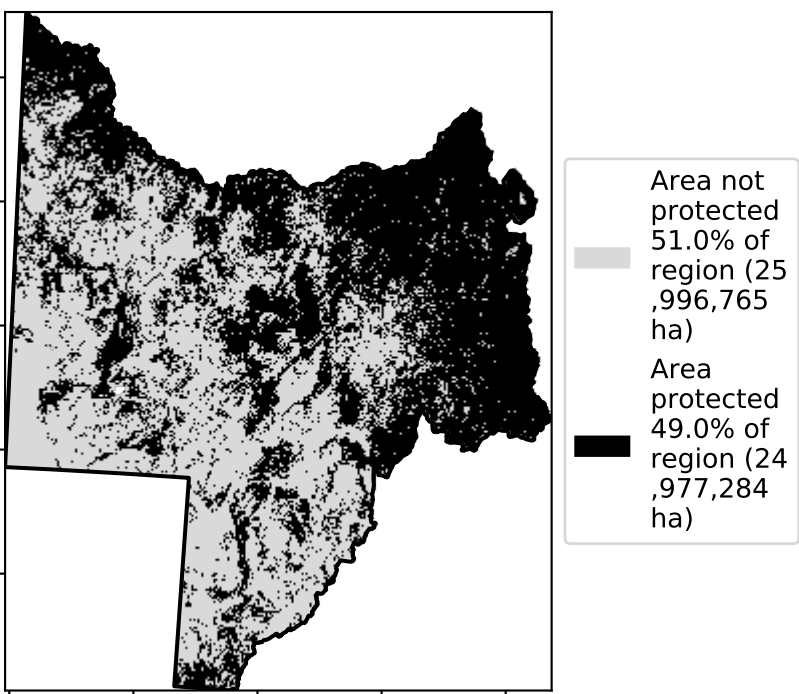 Area not
protected
51.0% of
region (25
,996,765
ha)
Area
protected
49.0% of
region (24
,977,284
ha)